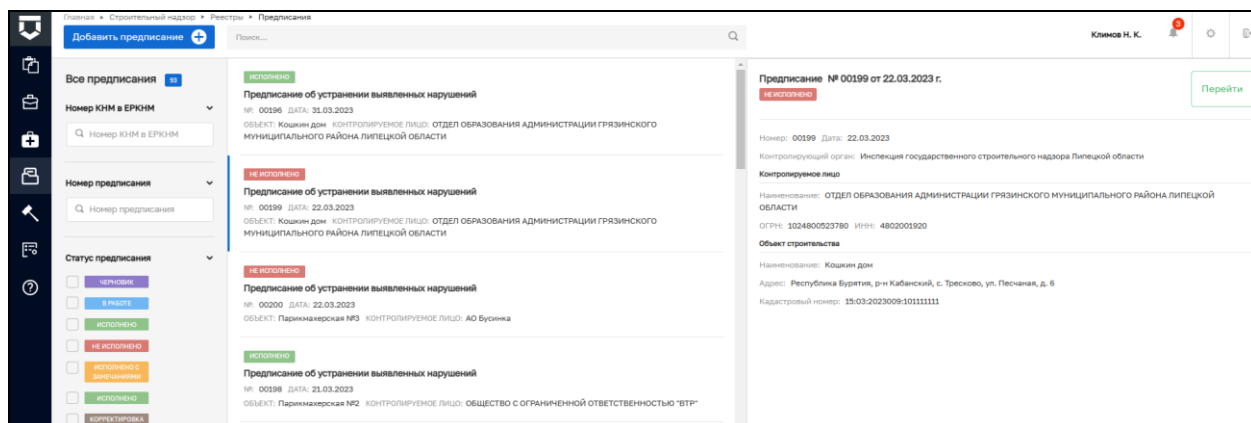 Главная ▸ Строительный надзор ▸ Реестры ▸ Предписания
Добавить предписание
Поиск...
Климов Н. К.
3
Все предписания 93
Номер КНМ в ЕРКНМ
Номер КНМ в ЕРКНМ
Номер предписания
Номер предписания
Статус предписания
ЧЕРНОВИК
В РАБОТЕ
ИСПОЛНЕНО
НЕ ИСПОЛНЕНО
ИСПОЛНЕНО С
ЗАМЕЧАНИЯМИ
ИСПОЛНЕНО
КОРРЕКТИРОВКА
ИСПОЛНЕНО
Предписание об устранении выявленных нарушений
№: 00196 ДАТА: 31.03.2023
ОБЪЕКТ: Кошкин дом КОНТРОЛИРУЕМОЕ ЛИЦО: ОТДЕЛ ОБРАЗОВАНИЯ АДМИНИСТРАЦИИ ГРЯЗИНСКОГО
МУНИЦИПАЛЬНОГО РАЙОНА ЛИПЕЦКОЙ ОБЛАСТИ
НЕ ИСПОЛНЕНО
Предписание об устранении выявленных нарушений
№: 00199 ДАТА: 22.03.2023
ОБЪЕКТ: Кошкин дом КОНТРОЛИРУЕМОЕ ЛИЦО: ОТДЕЛ ОБРАЗОВАНИЯ АДМИНИСТРАЦИИ ГРЯЗИНСКОГО
МУНИЦИПАЛЬНОГО РАЙОНА ЛИПЕЦКОЙ ОБЛАСТИ
НЕ ИСПОЛНЕНО
Предписание об устранении выявленных нарушений
№: 00200 ДАТА: 22.03.2023
ОБЪЕКТ: Парикмахерская №3 КОНТРОЛИРУЕМОЕ ЛИЦО: АО Бусинка
ИСПОЛНЕНО
Предписание об устранении выявленных нарушений
№: 00198 ДАТА: 21.03.2023
ОБЪЕКТ: Парикмахерская №2 КОНТРОЛИРУЕМОЕ ЛИЦО: ОБЩЕСТВО С ОГРАНИЧЕННОЙ ОТВЕТСТВЕННОСТЬЮ "ВТР"
Предписание № 00199 от 22.03.2023 г.
НЕ ИСПОЛНЕНО
Перейти
Номер: 00199 Дата: 22.03.2023
Контролирующий орган: Инспекция государственного строительного надзора Липецкой области
Контролируемое лицо
Наименование: ОТДЕЛ ОБРАЗОВАНИЯ АДМИНИСТРАЦИИ ГРЯЗИНСКОГО МУНИЦИПАЛЬНОГО РАЙОНА ЛИПЕЦКОЙ
ОБЛАСТИ
ОГРН: 1024800523780 ИНН: 4802001920
Объект строительства
Наименование: Кошкин дом
Адрес: Республика Бурятия, р-н Кабанский, с. Тресково, ул. Песчаная, д. 6
Кадастровый номер: 15:03:2023009:101111111